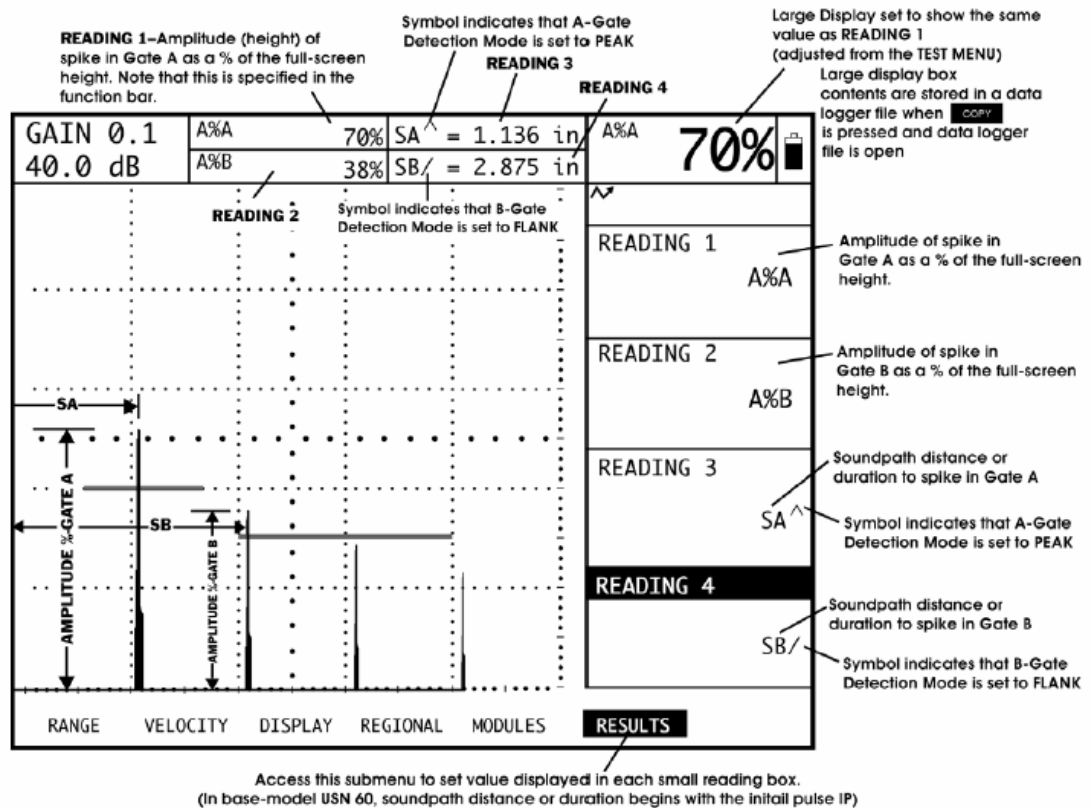 READING 1–Amplitude (height) of
spike in Gate A as a % of the full-screen
height. Note that this is specified in the
function bar.
Symbol indicates that A-Gate
Detection Mode is set to PEAK
READING 3
READING 4
Large Display set to show the same
value as READING 1
(adjusted from the TEST MENU)
Large display box
contents are stored in a data
logger file when COPY
is pressed and data logger
file is open
GAIN 0.1
40.0 dB
A%A 70%
A%B 38%
SA^ = 1.136 in
SB/ = 2.875 in
A%A 70%
READING 2
Symbol indicates that B-Gate
Detection Mode is set to FLANK
READING 1
A%A
Amplitude of spike in
Gate A as a % of the full-screen
height.
READING 2
A%B
Amplitude of spike in
Gate B as a % of the full-screen
height.
SA
AMPLITUDE %-GATE A
SB
AMPLITUDE %-GATE B
READING 3
SA^
Soundpath distance or
duration to spike in Gate A
Symbol indicates that A-Gate
Detection Mode is set to PEAK
READING 4
SB/
Soundpath distance or
duration to spike in Gate B
Symbol indicates that B-Gate
Detection Mode is set to FLANK
RANGE VELOCITY DISPLAY REGIONAL MODULES RESULTS
Access this submenu to set value displayed in each small reading box.
(In base-model USN 60, soundpath distance or duration begins with the initail pulse IP)